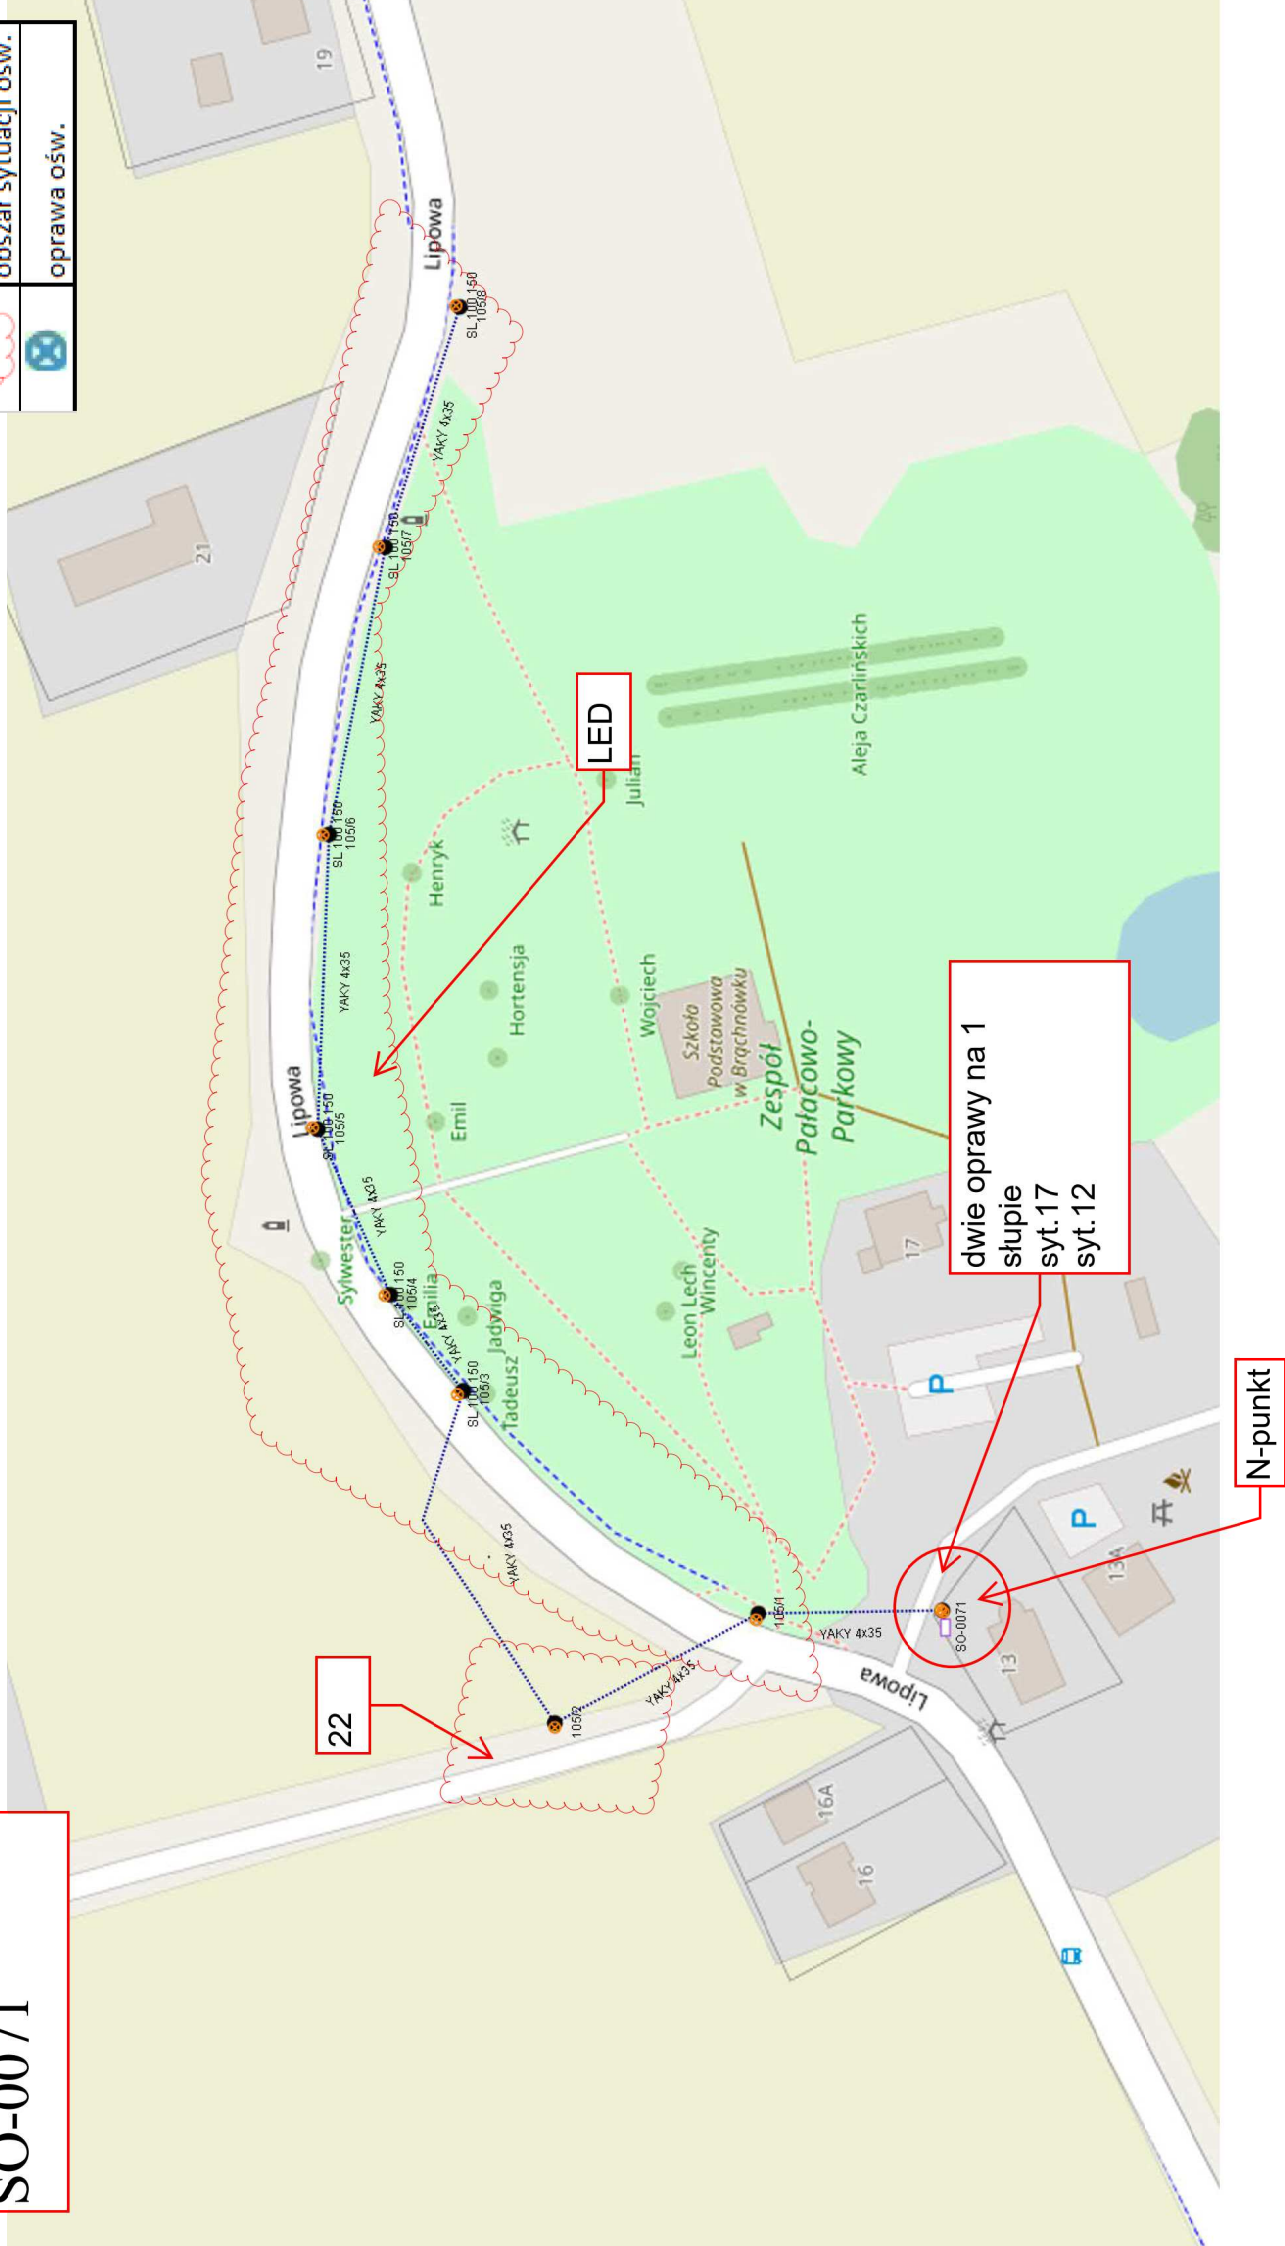 SO-0071
obszar sytuacji ośw.
oprawa ośw.
19
Lipowa
SL 100 150
105/8
YAKY 4x35
21
SL 100 150
105/7
YAKY 4x35
SL 100 150
105/6
YAKY 4x35
LED
Julian
Aleja Czarlińskich
Henryk
Hortensja
Wojciech
Szkoła
Podstawowa
w Brąchnówku
Zespół
Pałacowo-
Parkowy
Emil
Lipowa
SL 100 150
105/5
YAKY 4x35
Sylwester
SL 100 150
105/4
Emilia
YAKY 4x35
Jadwiga
SL 100 150
105/3
Tadeusz
Leon Lech
Wincenty
17
P
dwie oprawy na 1
słupie
syt.17
syt.12
N-punkt
P
13A
13
SO-0071
YAKY 4x35
105/1
YAKY 4x35
YAKY 4x35
105/2
22
Lipowa
16A
16